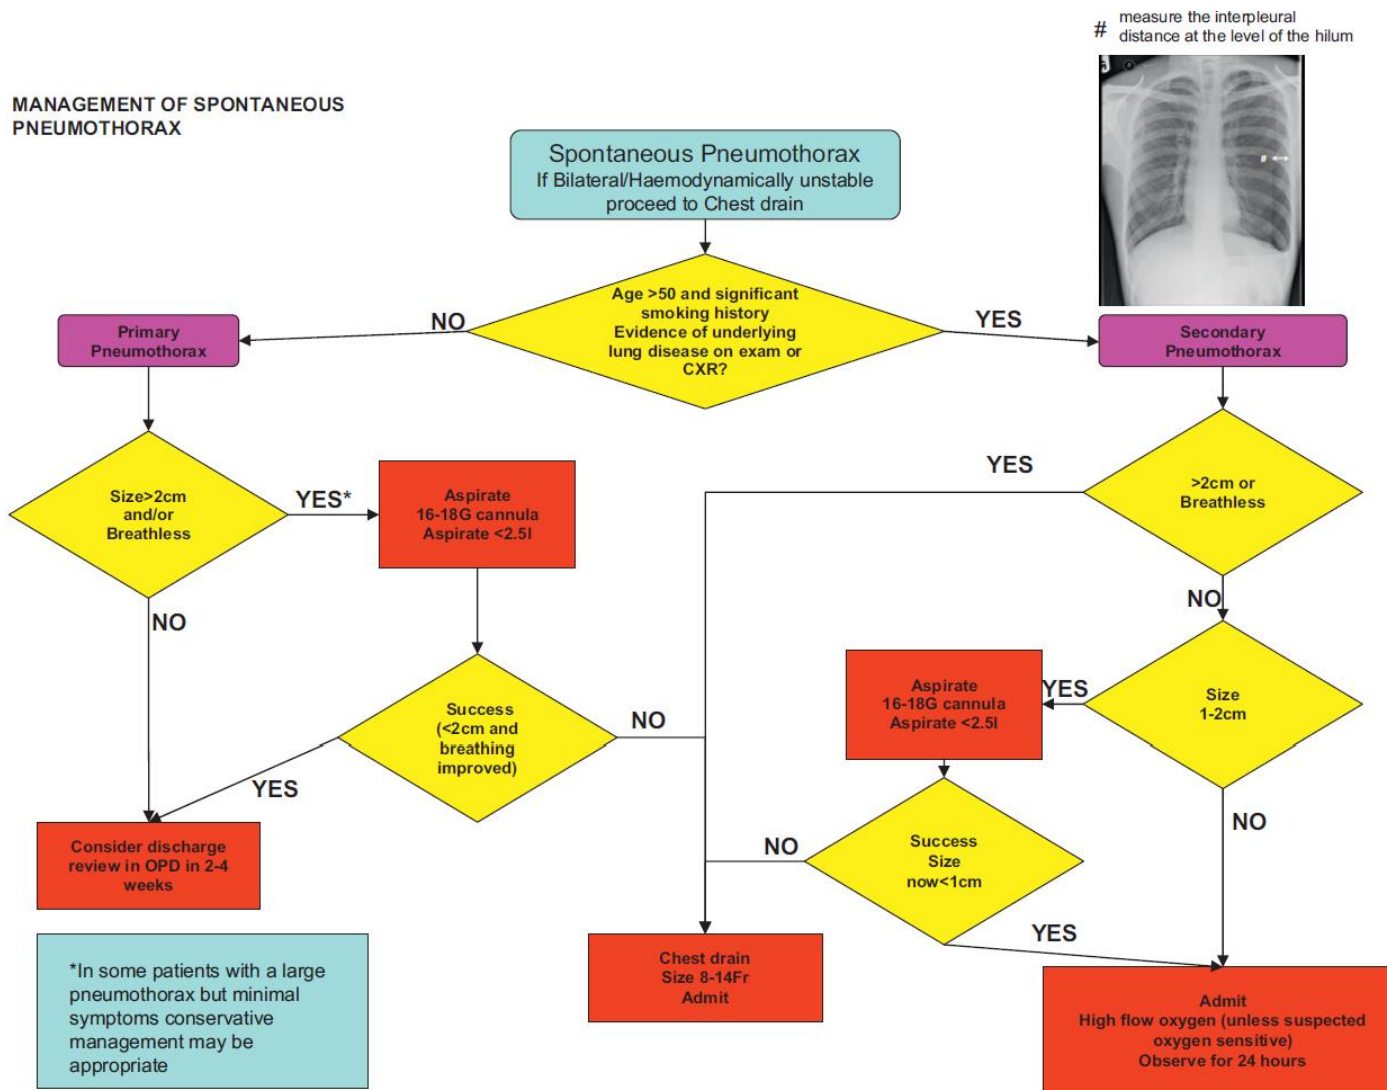 # measure the interpleural
distance at the level of the hilum
MANAGEMENT OF SPONTANEOUS
PNEUMOTHORAX
Spontaneous Pneumothorax
If Bilateral/Haemodynamically unstable
proceed to Chest drain
Age >50 and significant
smoking history
Evidence of underlying
lung disease on exam or
CXR?
NO
YES
Primary
Pneumothorax
Secondary
Pneumothorax
#
Size>2cm
and/or
Breathless
YES*
Aspirate
16-18G cannula
Aspirate <2.5l
YES
>2cm or
Breathless
NO
NO
Success
(<2cm and
breathing
improved)
NO
YES
Aspirate
16-18G cannula
Aspirate <2.5l
YES
Size
1-2cm
Consider discharge
review in OPD in 2-4
weeks
NO
Success
Size
now<1cm
NO
YES
*In some patients with a large
pneumothorax but minimal
symptoms conservative
management may be
appropriate
Chest drain
Size 8-14Fr
Admit
Admit
High flow oxygen (unless suspected
oxygen sensitive)
Observe for 24 hours